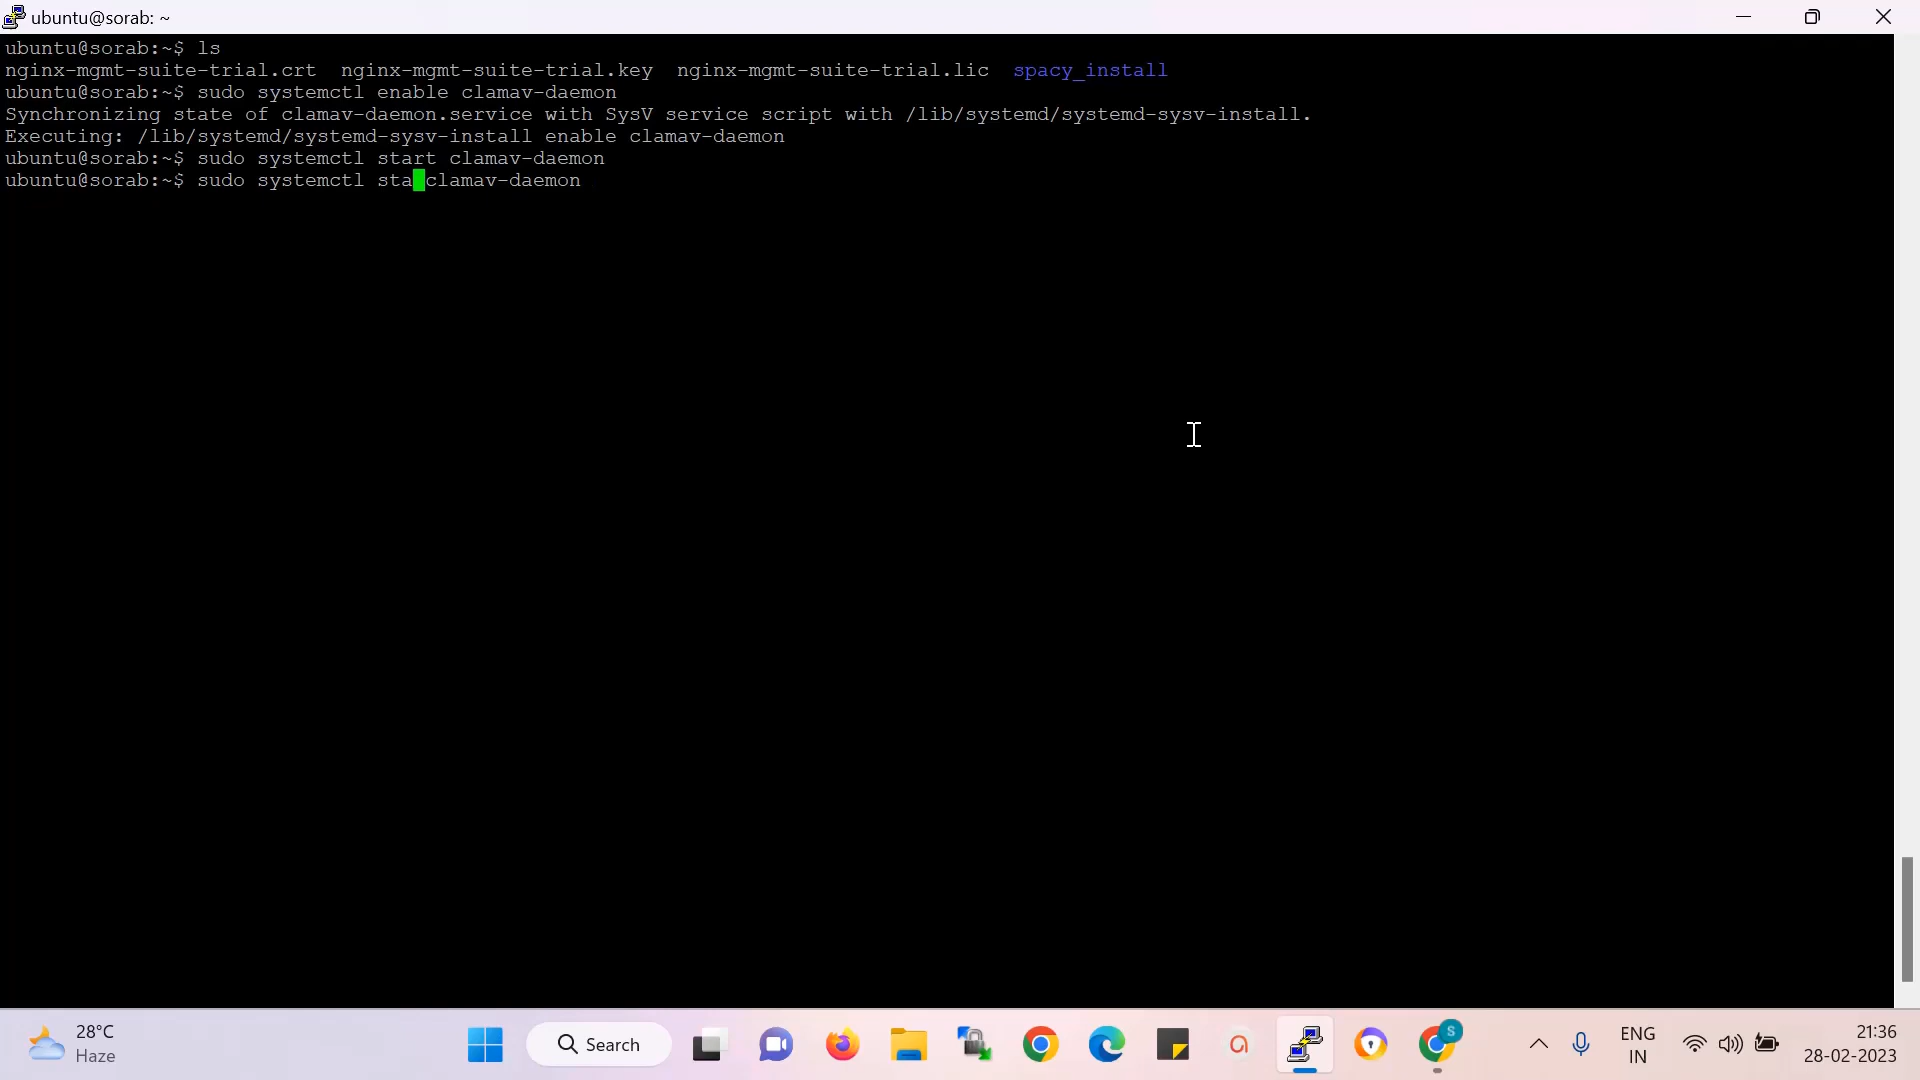 ubuntu@sorab: ~
ubuntu@sorab:~$ ls
nginx-mgmt-suite-trial.crt  nginx-mgmt-suite-trial.key  nginx-mgmt-suite-trial.lic  spacy_install
ubuntu@sorab:~$ sudo systemctl enable clamav-daemon
Synchronizing state of clamav-daemon.service with SysV service script with /lib/systemd/systemd-sysv-install.
Executing: /lib/systemd/systemd-sysv-install enable clamav-daemon
ubuntu@sorab:~$ sudo systemctl start clamav-daemon
ubuntu@sorab:~$ sudo systemctl sta clamav-daemon
28°C
Haze
Search
S
ENG
IN
21:36
28-02-2023